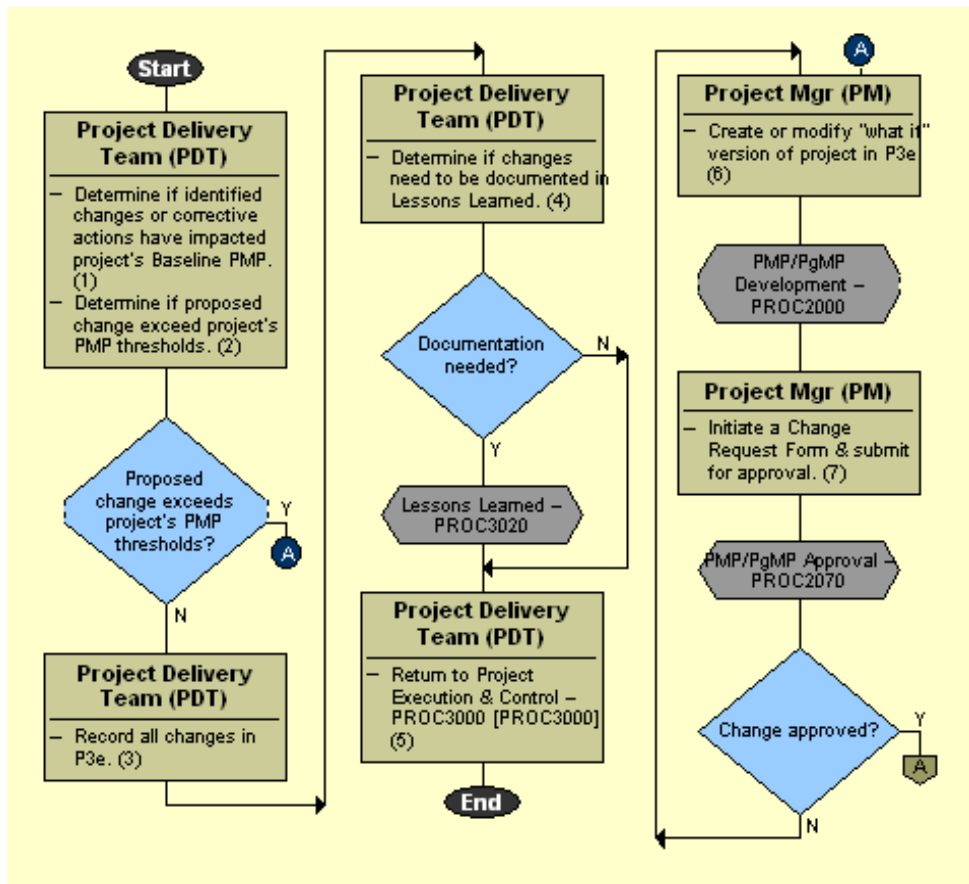 Start
Project Delivery
Team (PDT)
– Determine if identified
changes or corrective
actions have impacted
project's Baseline PMP.
(1)
– Determine if proposed
change exceed project's
PMP thresholds. (2)
Proposed
change exceeds
project's PMP
thresholds?
Y
A
N
Project Delivery
Team (PDT)
– Record all changes in
P3e. (3)
Project Delivery
Team (PDT)
– Determine if changes
need to be documented in
Lessons Learned. (4)
Documentation
needed?
N
Y
Lessons Learned –
PROC3020
Project Delivery
Team (PDT)
– Return to Project
Execution & Control –
PROC3000 [PROC3000]
(5)
End
A
Project Mgr (PM)
– Create or modify "what if"
version of project in P3e
(6)
PMP/PgMP
Development –
PROC2000
Project Mgr (PM)
– Initiate a Change
Request Form & submit
for approval. (7)
PMP/PgMP Approval –
PROC2070
Change approved?
Y
A
N